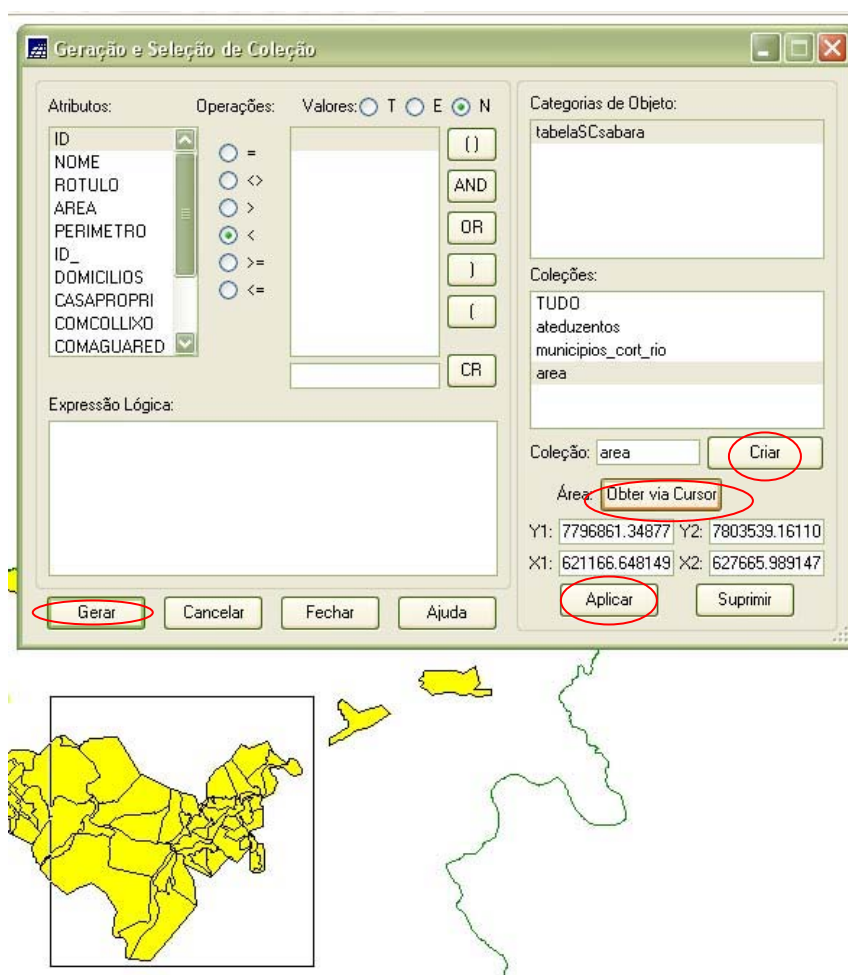 Geração e Seleção de Coleção
Atributos:
Operações:
Valores: T E N
ID
NOME
ROTULO
AREA
PERIMETRO
ID_
DOMICILIOS
CASAPROPRI
COMCOLLIXO
COMAGUARED
=
<>
>
<
>=
<=
()
AND
OR
)
(
CR
Expressão Lógica:
Gerar
Cancelar
Fechar
Ajuda
Categorias de Objeto:
tabelaSCsabara
Coleções:
TUDO
ateduzentos
municipios_cort_rio
area
Coleção: area Criar
Área: Obter via Cursor
Y1: 7796861.34877 Y2: 7803539.16110
X1: 621166.648149 X2: 627665.989147
Aplicar
Suprimir